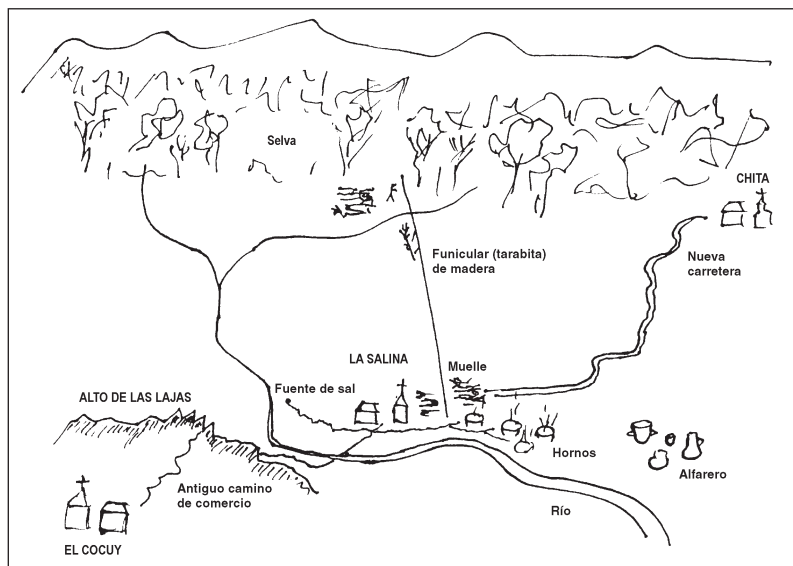 Selva
CHITA
Funicular (tarabita)
de madera
Nueva
carretera
LA SALINA
Muelle
Fuente de sal
ALTO DE LAS LAJAS
Hornos
Alfarero
Antiguo camino
de comercio
Río
EL COCUY